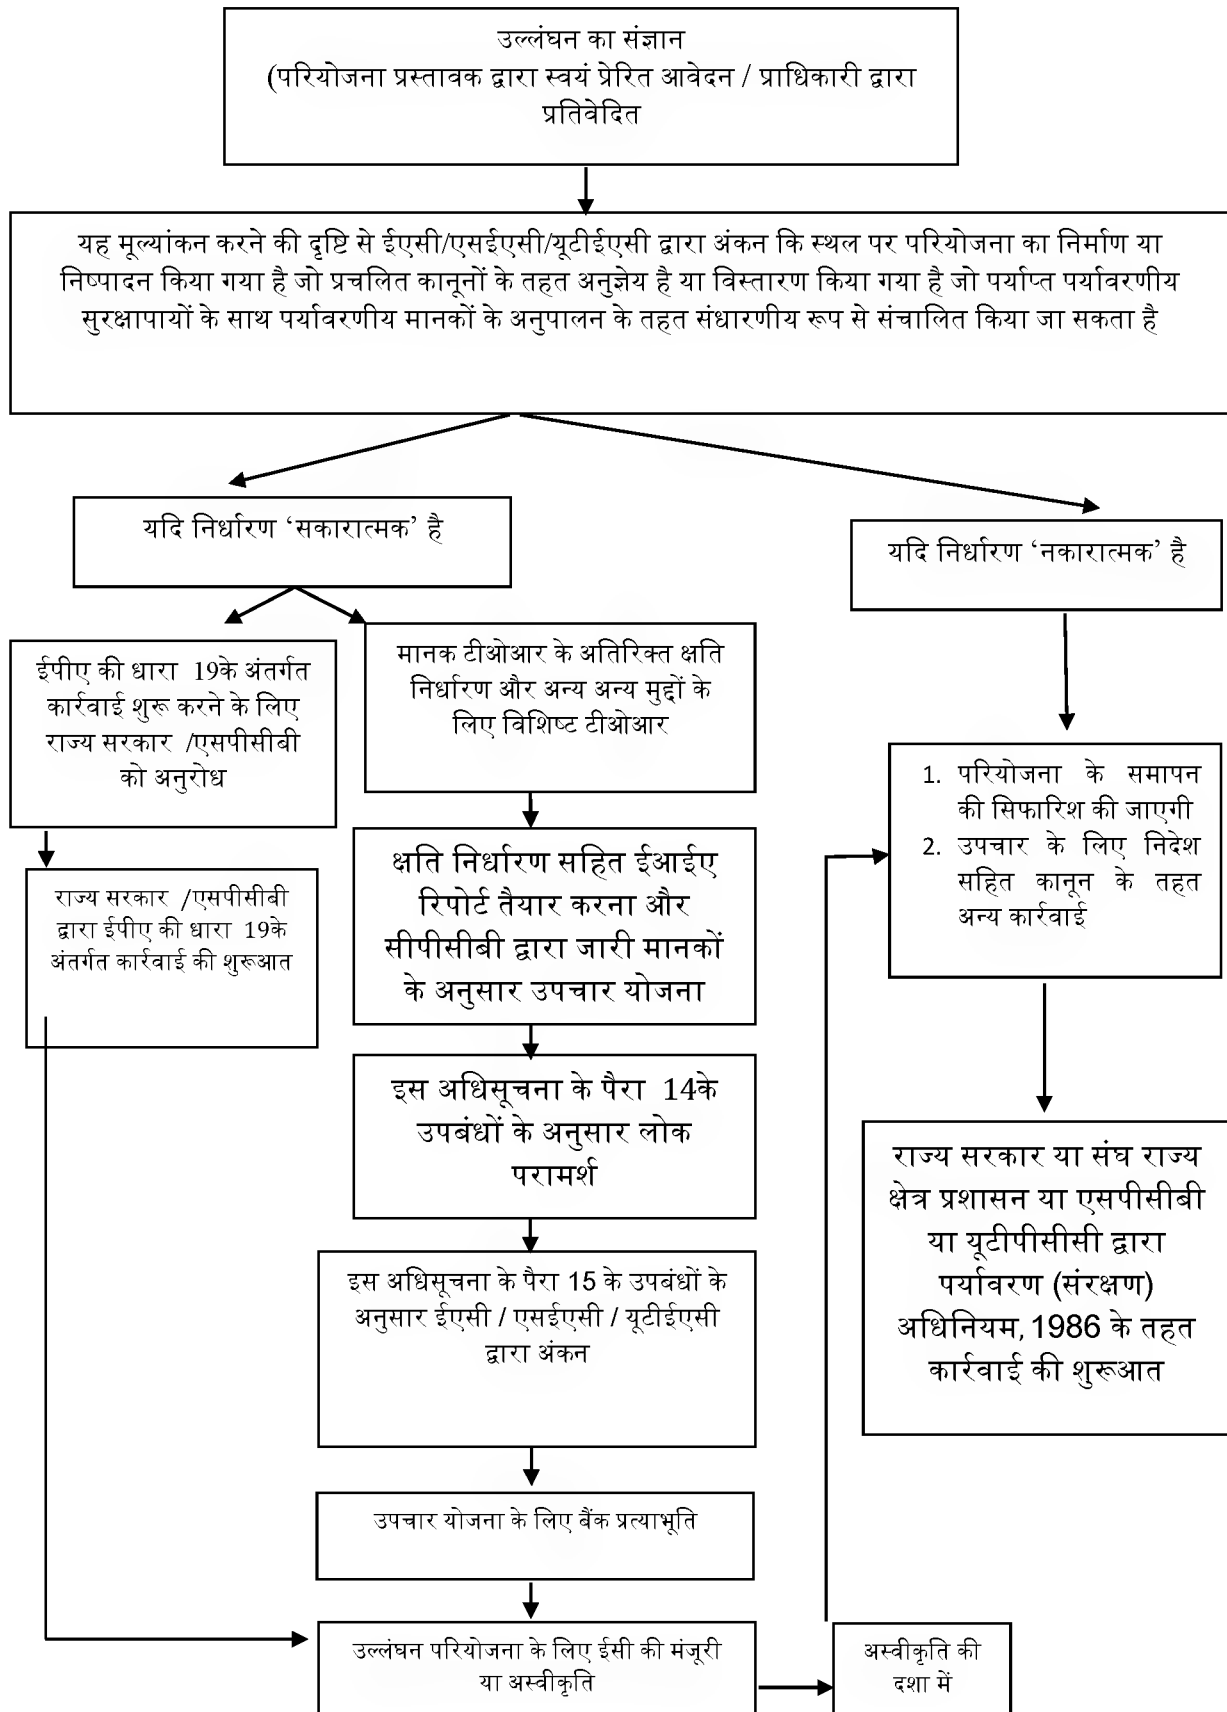 उल्लंघन का संज्ञान
(परियोजना प्रस्तावक द्वारा स्वयं प्रेरित आवेदन / प्राधिकारी द्वारा
प्रतिवेदित
यह मूल्यांकन करने की दृष्टि से ईएसी/एसईएसी/यूटीईएसी द्वारा अंकन कि स्थल पर परियोजना का निर्माण या
निष्पादन किया गया है जो प्रचलित कानूनों के तहत अनुज्ञेय है या विस्तारण किया गया है जो पर्याप्त पर्यावरणीय
सुरक्षापायों के साथ पर्यावरणीय मानकों के अनुपालन के तहत संधारणीय रूप से संचालित किया जा सकता है
यदि निर्धारण ‘सकारात्मक’ है
यदि निर्धारण ‘नकारात्मक’ है
ईपीए की धारा 19के अंतर्गत
कार्रवाई शुरू करने के लिए
राज्य सरकार /एसपीसीबी
को अनुरोध
मानक टीओआर के अतिरिक्त क्षति
निर्धारण और अन्य अन्य मुद्दों के
लिए विशिष्ट टीओआर
1. परियोजना के समापन
की सिफारिश की जाएगी
2. उपचार के लिए निदेश
सहित कानून के तहत
अन्य कार्रवाई
राज्य सरकार /एसपीसीबी
द्वारा ईपीए की धारा 19के
अंतर्गत कार्रवाई की शुरूआत
क्षति निर्धारण सहित ईआईए
रिपोर्ट तैयार करना और
सीपीसीबी द्वारा जारी मानकों
के अनुसार उपचार योजना
इस अधिसूचना के पैरा 14के
उपबंधों के अनुसार लोक
परामर्श
राज्य सरकार या संघ राज्य
क्षेत्र प्रशासन या एसपीसीबी
या यूटीपीसीसी द्वारा
पर्यावरण (संरक्षण)
अधिनियम, 1986 के तहत
कार्रवाई की शुरूआत
इस अधिसूचना के पैरा 15 के उपबंधों के
अनुसार ईएसी / एसईएसी / यूटीईएसी
द्वारा अंकन
उपचार योजना के लिए बैंक प्रत्याभूति
उल्लंघन परियोजना के लिए ईसी की मंजूरी
या अस्वीकृति
अस्वीकृति की
दशा में